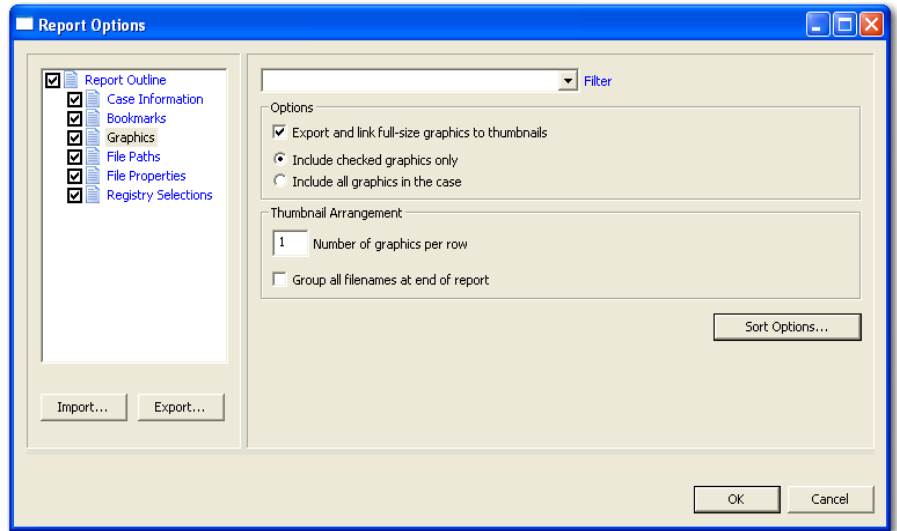 Report Options
Report Outline
Case Information
Bookmarks
Graphics
File Paths
File Properties
Registry Selections
Import...
Export...
Filter
Options
Export and link full-size graphics to thumbnails
Include checked graphics only
Include all graphics in the case
Thumbnail Arrangement
1 Number of graphics per row
Group all filenames at end of report
Sort Options...
OK
Cancel